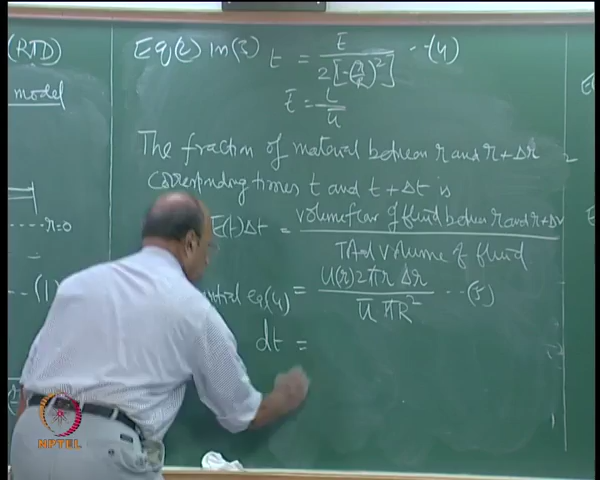 (RTD)
model
r=0
(1)
Eq(2) in (3) t = t̄ / 2[1-(r/R)²] --(4)
t̄ = L/ū
The fraction of material between r and r+Δr
corresponding times t and t+Δt is
E(t)Δt = volume flow of fluid between r and r+Δr
Total volume of fluid
eq(4) = U(r)2πr Δr / ū πR² --(5)
dt =
NPTEL